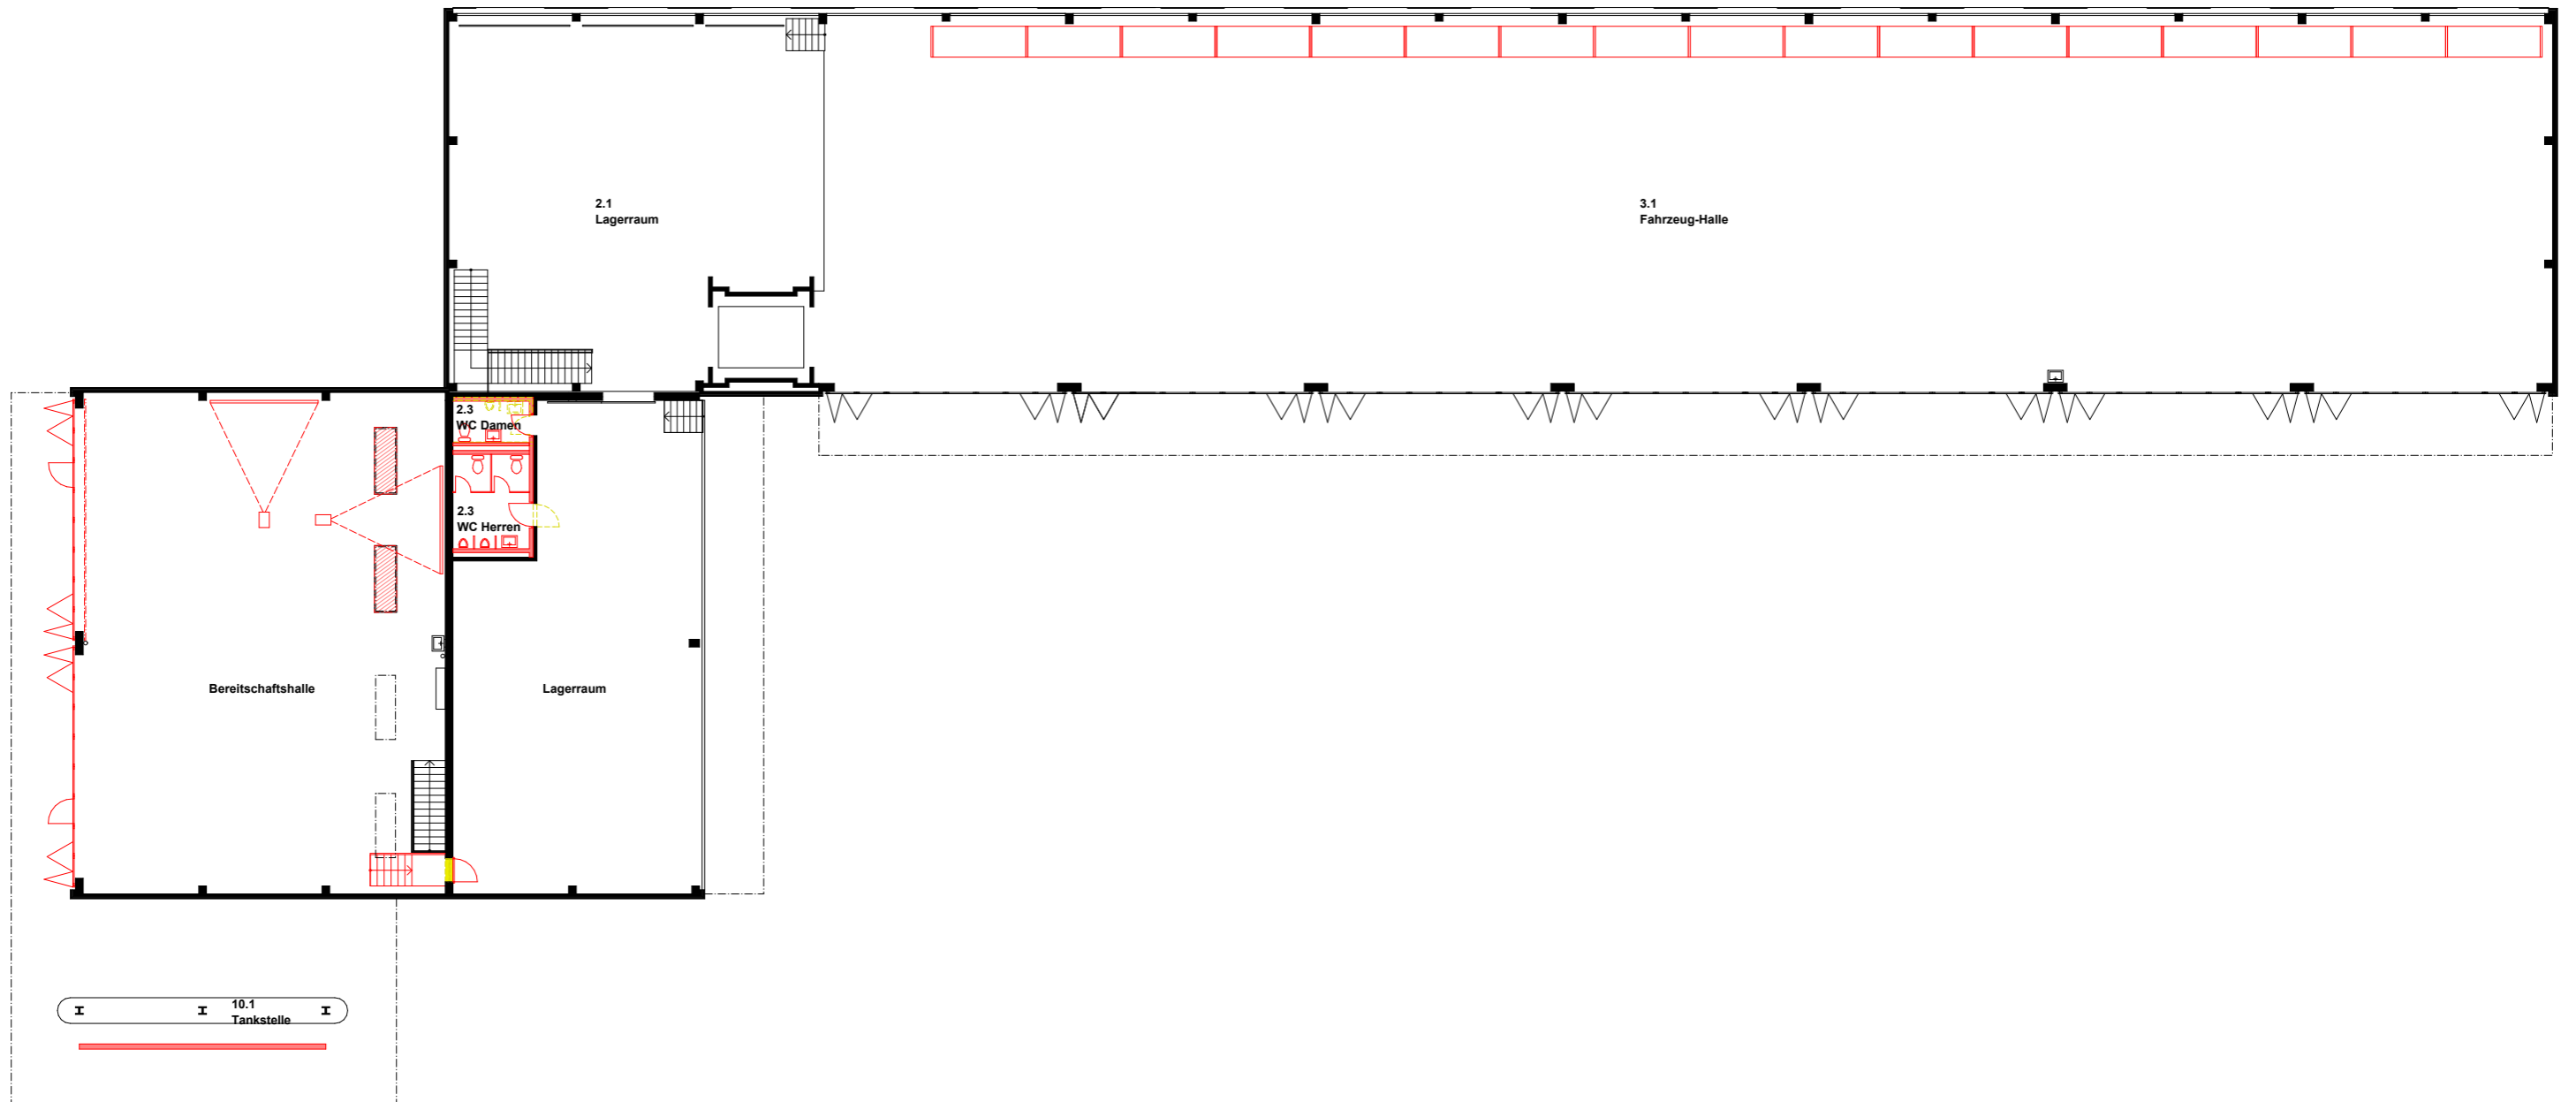 2.1
Lagerraum
3.1
Fahrzeug-Halle
2.3
WC Damen
2.3
WC Herren
Bereitschaftshalle
Lagerraum
10.1
Tankstelle